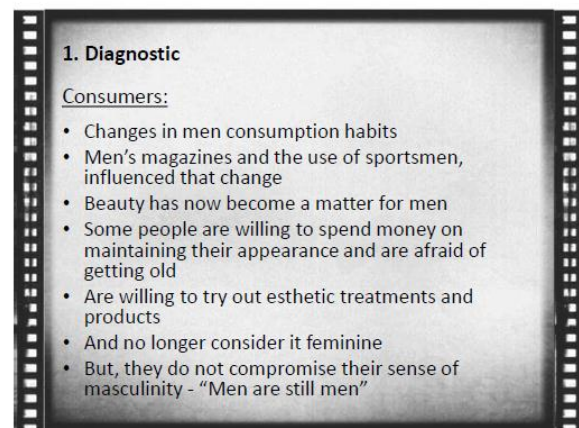 1. Diagnostic
Consumers:
• Changes in men consumption habits
• Men's magazines and the use of sportsmen,
influenced that change
• Beauty has now become a matter for men
• Some people are willing to spend money on
maintaining their appearance and are afraid of
getting old
• Are willing to try out esthetic treatments and
products
• And no longer consider it feminine
• But, they do not compromise their sense of
masculinity - “Men are still men”